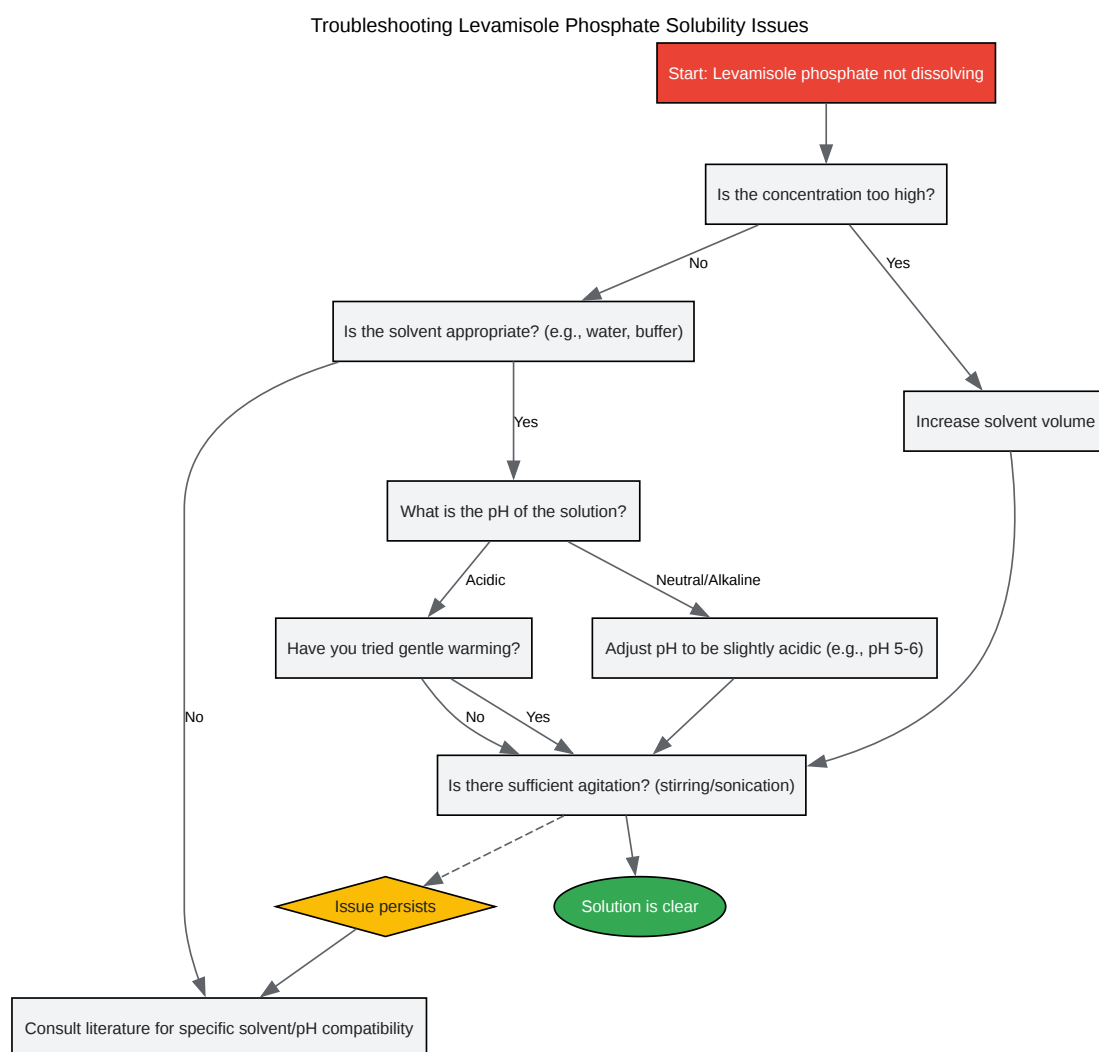 Troubleshooting Levamisole Phosphate Solubility Issues
Start: Levamisole phosphate not dissolving
Is the concentration too high?
No
Yes
Is the solvent appropriate? (e.g., water, buffer)
Increase solvent volume
Yes
What is the pH of the solution?
Acidic
Neutral/Alkaline
Have you tried gentle warming?
Adjust pH to be slightly acidic (e.g., pH 5-6)
No
No
Yes
Is there sufficient agitation? (stirring/sonication)
Issue persists
Solution is clear
Consult literature for specific solvent/pH compatibility